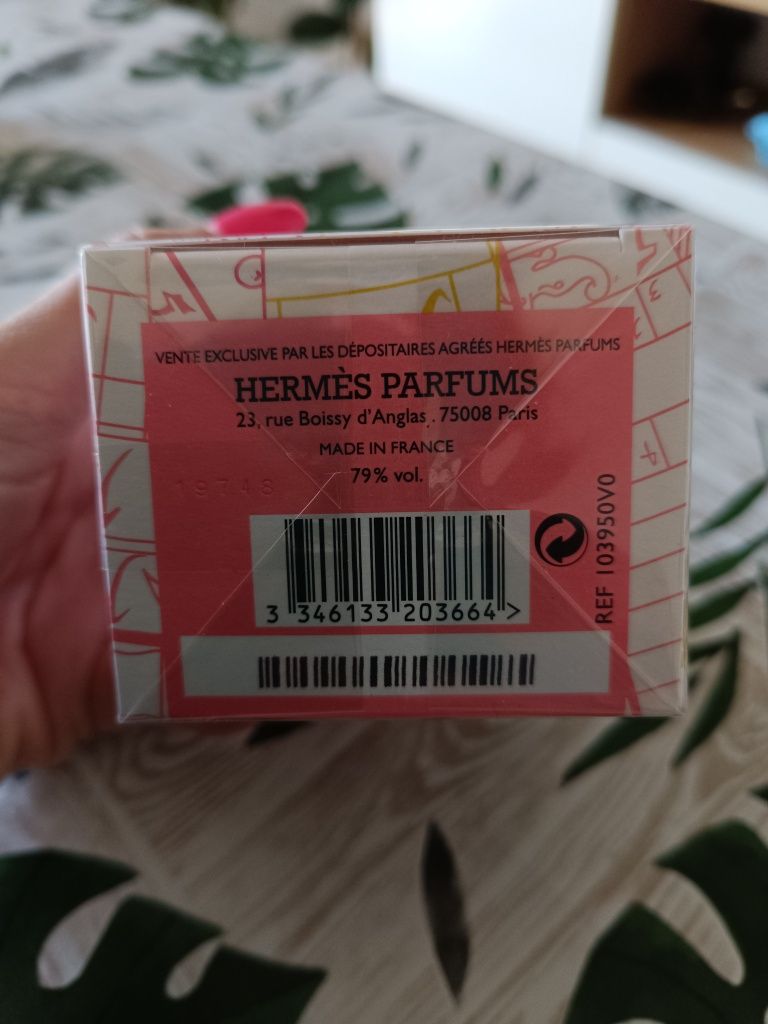 VENTE EXCLUSIVE PAR LES DÉPOSITAIRES AGRÉÉS HERMÈS PARFUMS
HERMÈS PARFUMS
23, rue Boissy d'Anglas . 75008 Paris
MADE IN FRANCE
79% vol.
19748
3 346133 203664 >
REF 103950V0